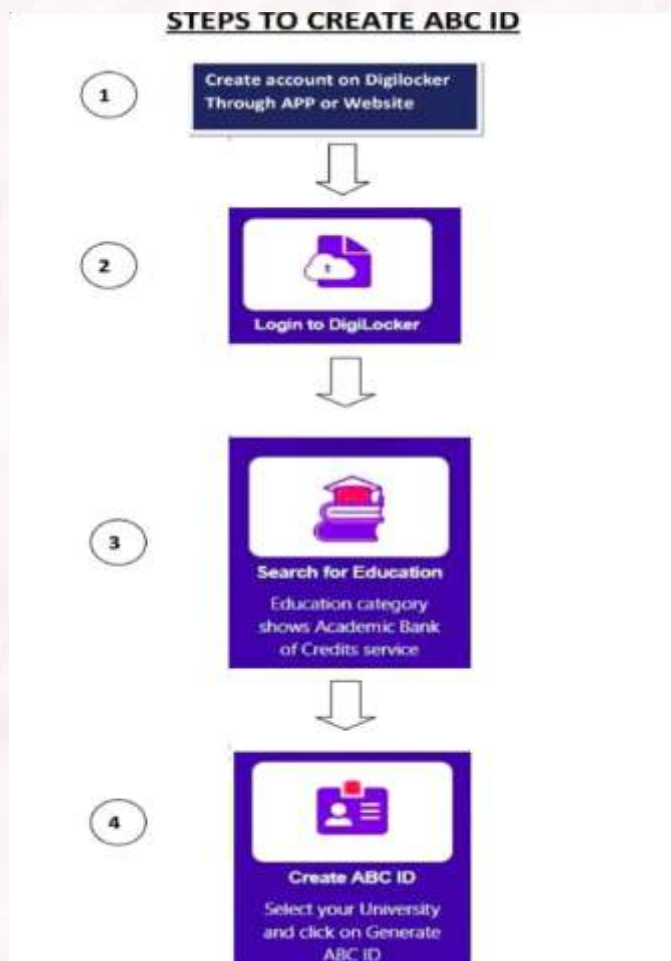 STEPS TO CREATE ABC ID
1
Create account on Digilocker
Through APP or Website
2
Login to DigiLocker
3
Search for Education
Education category
shows Academic Bank
of Credits service
4
Create ABC ID
Select your University
and click on Generate
ABC ID